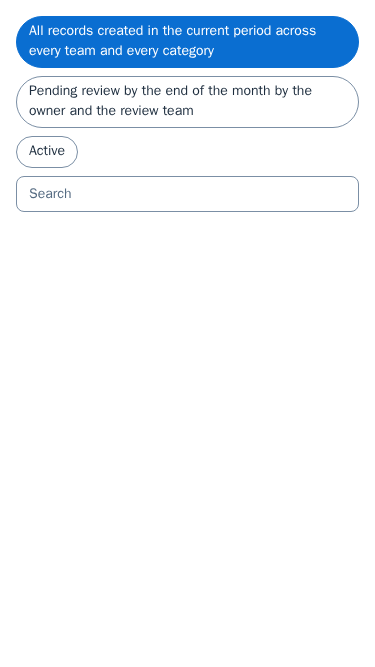 All records created in the current period across
every team and every category
Pending review by the end of the month by the
owner and the review team
Active
Search